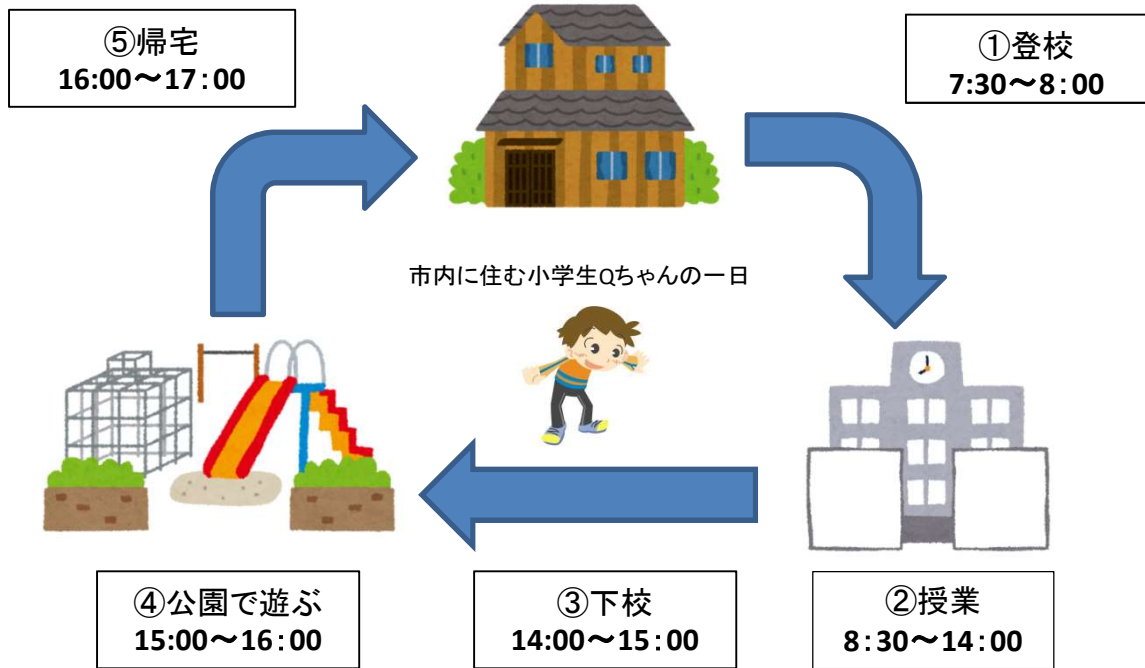 ⑤帰宅
16:00～17：00
①登校
7:30～8：00
市内に住む小学生Qちゃんの一日
④公園で遊ぶ
15:00～16：00
③下校
14:00～15：00
②授業
8：30～14：00